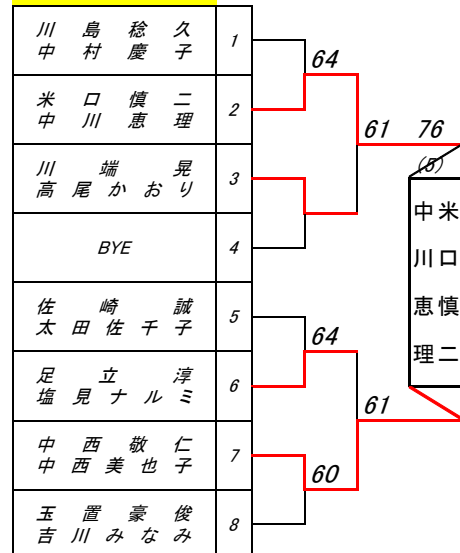 川島稔久
中村慶子
1
64
米口慎二
中川恵理
2
61 76
(5)
川端晃
高尾かおり
3
BYE
4
米口慎二
中川恵理
佐崎誠
太田佐千子
5
64
足立淳
塩見ナルミ
6
61
中西敬仁
中西美也子
7
60
玉置豪俊
吉川みなみ
8